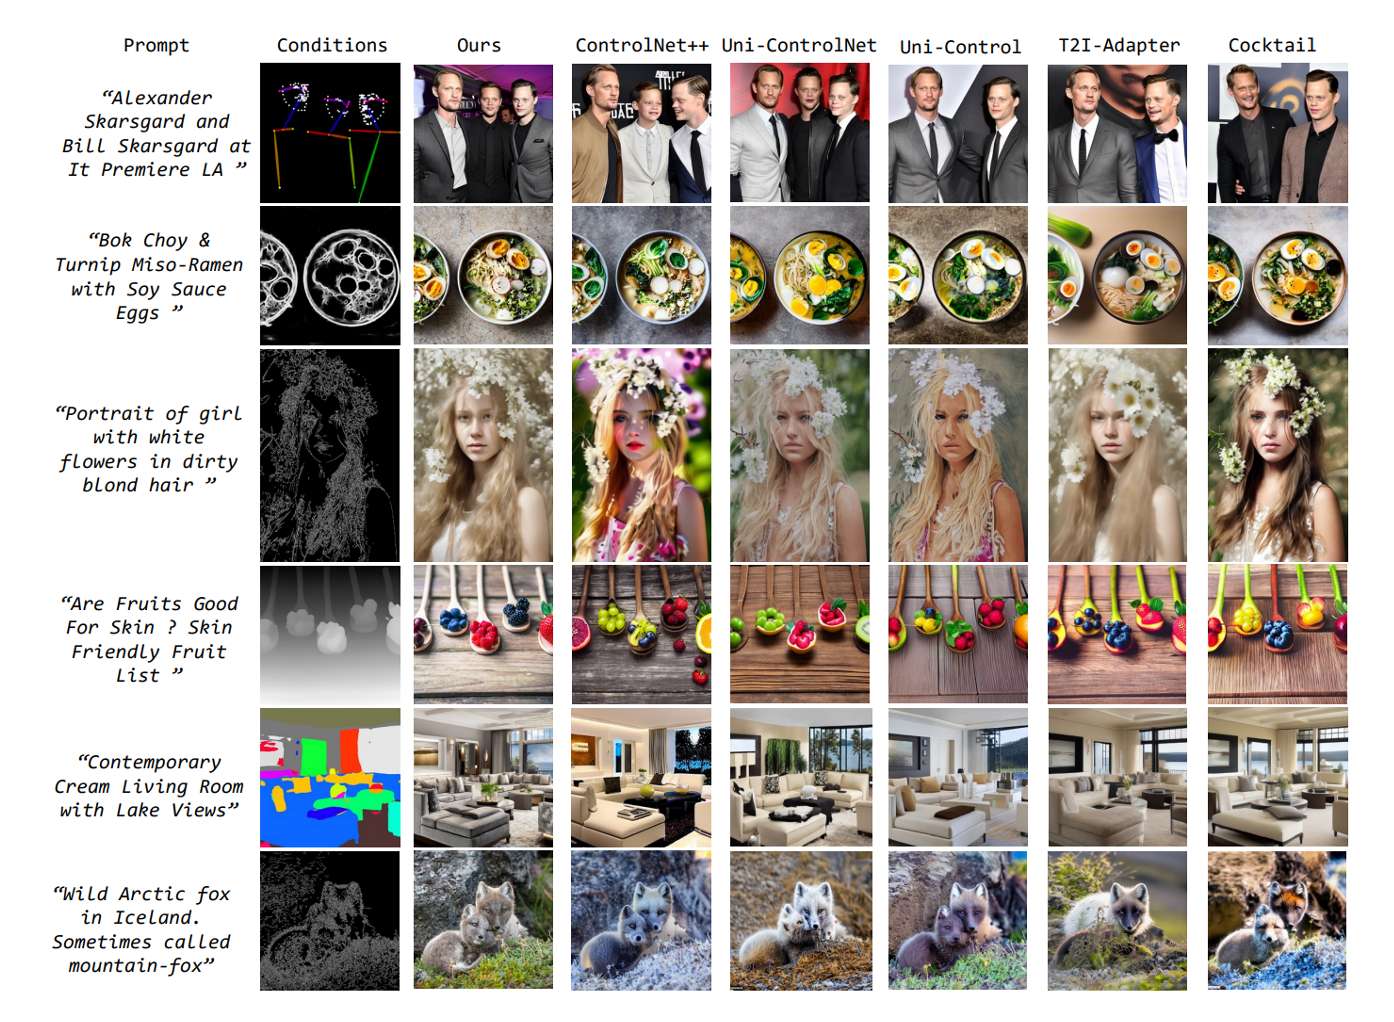 Prompt Conditions Ours ControlNet++ Uni-ControlNet Uni-Control T2I-Adapter Cocktail
“Alexander
Skarsgard and
Bill Skarsgard at
It Premiere LA ”
“Bok Choy &
Turnip Miso-Ramen
with Soy Sauce
Eggs ”
“Portrait of girl
with white
flowers in dirty
blond hair ”
“Are Fruits Good
For Skin ? Skin
Friendly Fruit
List ”
“Contemporary
Cream Living Room
with Lake Views”
“Wild Arctic fox
in Iceland.
Sometimes called
mountain-fox”